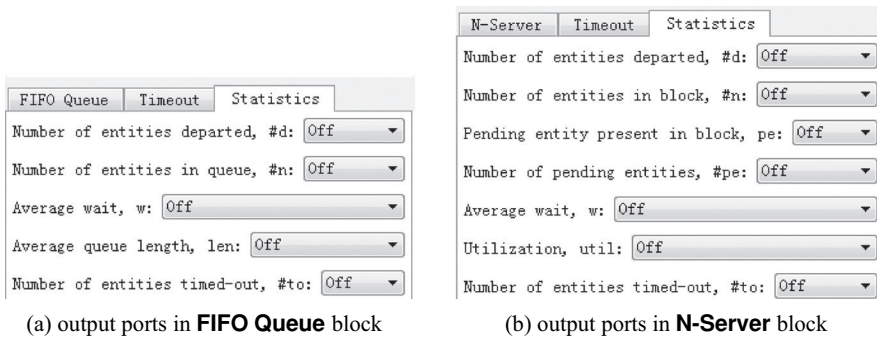 FIFO Queue Timeout Statistics
Number of entities departed, #d: Off
Number of entities in queue, #n: Off
Average wait, w: Off
Average queue length, len: Off
Number of entities timed-out, #to: Off
(a) output ports in FIFO Queue block
N-Server Timeout Statistics
Number of entities departed, #d: Off
Number of entities in block, #n: Off
Pending entity present in block, pe: Off
Number of pending entities, #pe: Off
Average wait, w: Off
Utilization, util: Off
Number of entities timed-out, #to: Off
(b) output ports in N-Server block